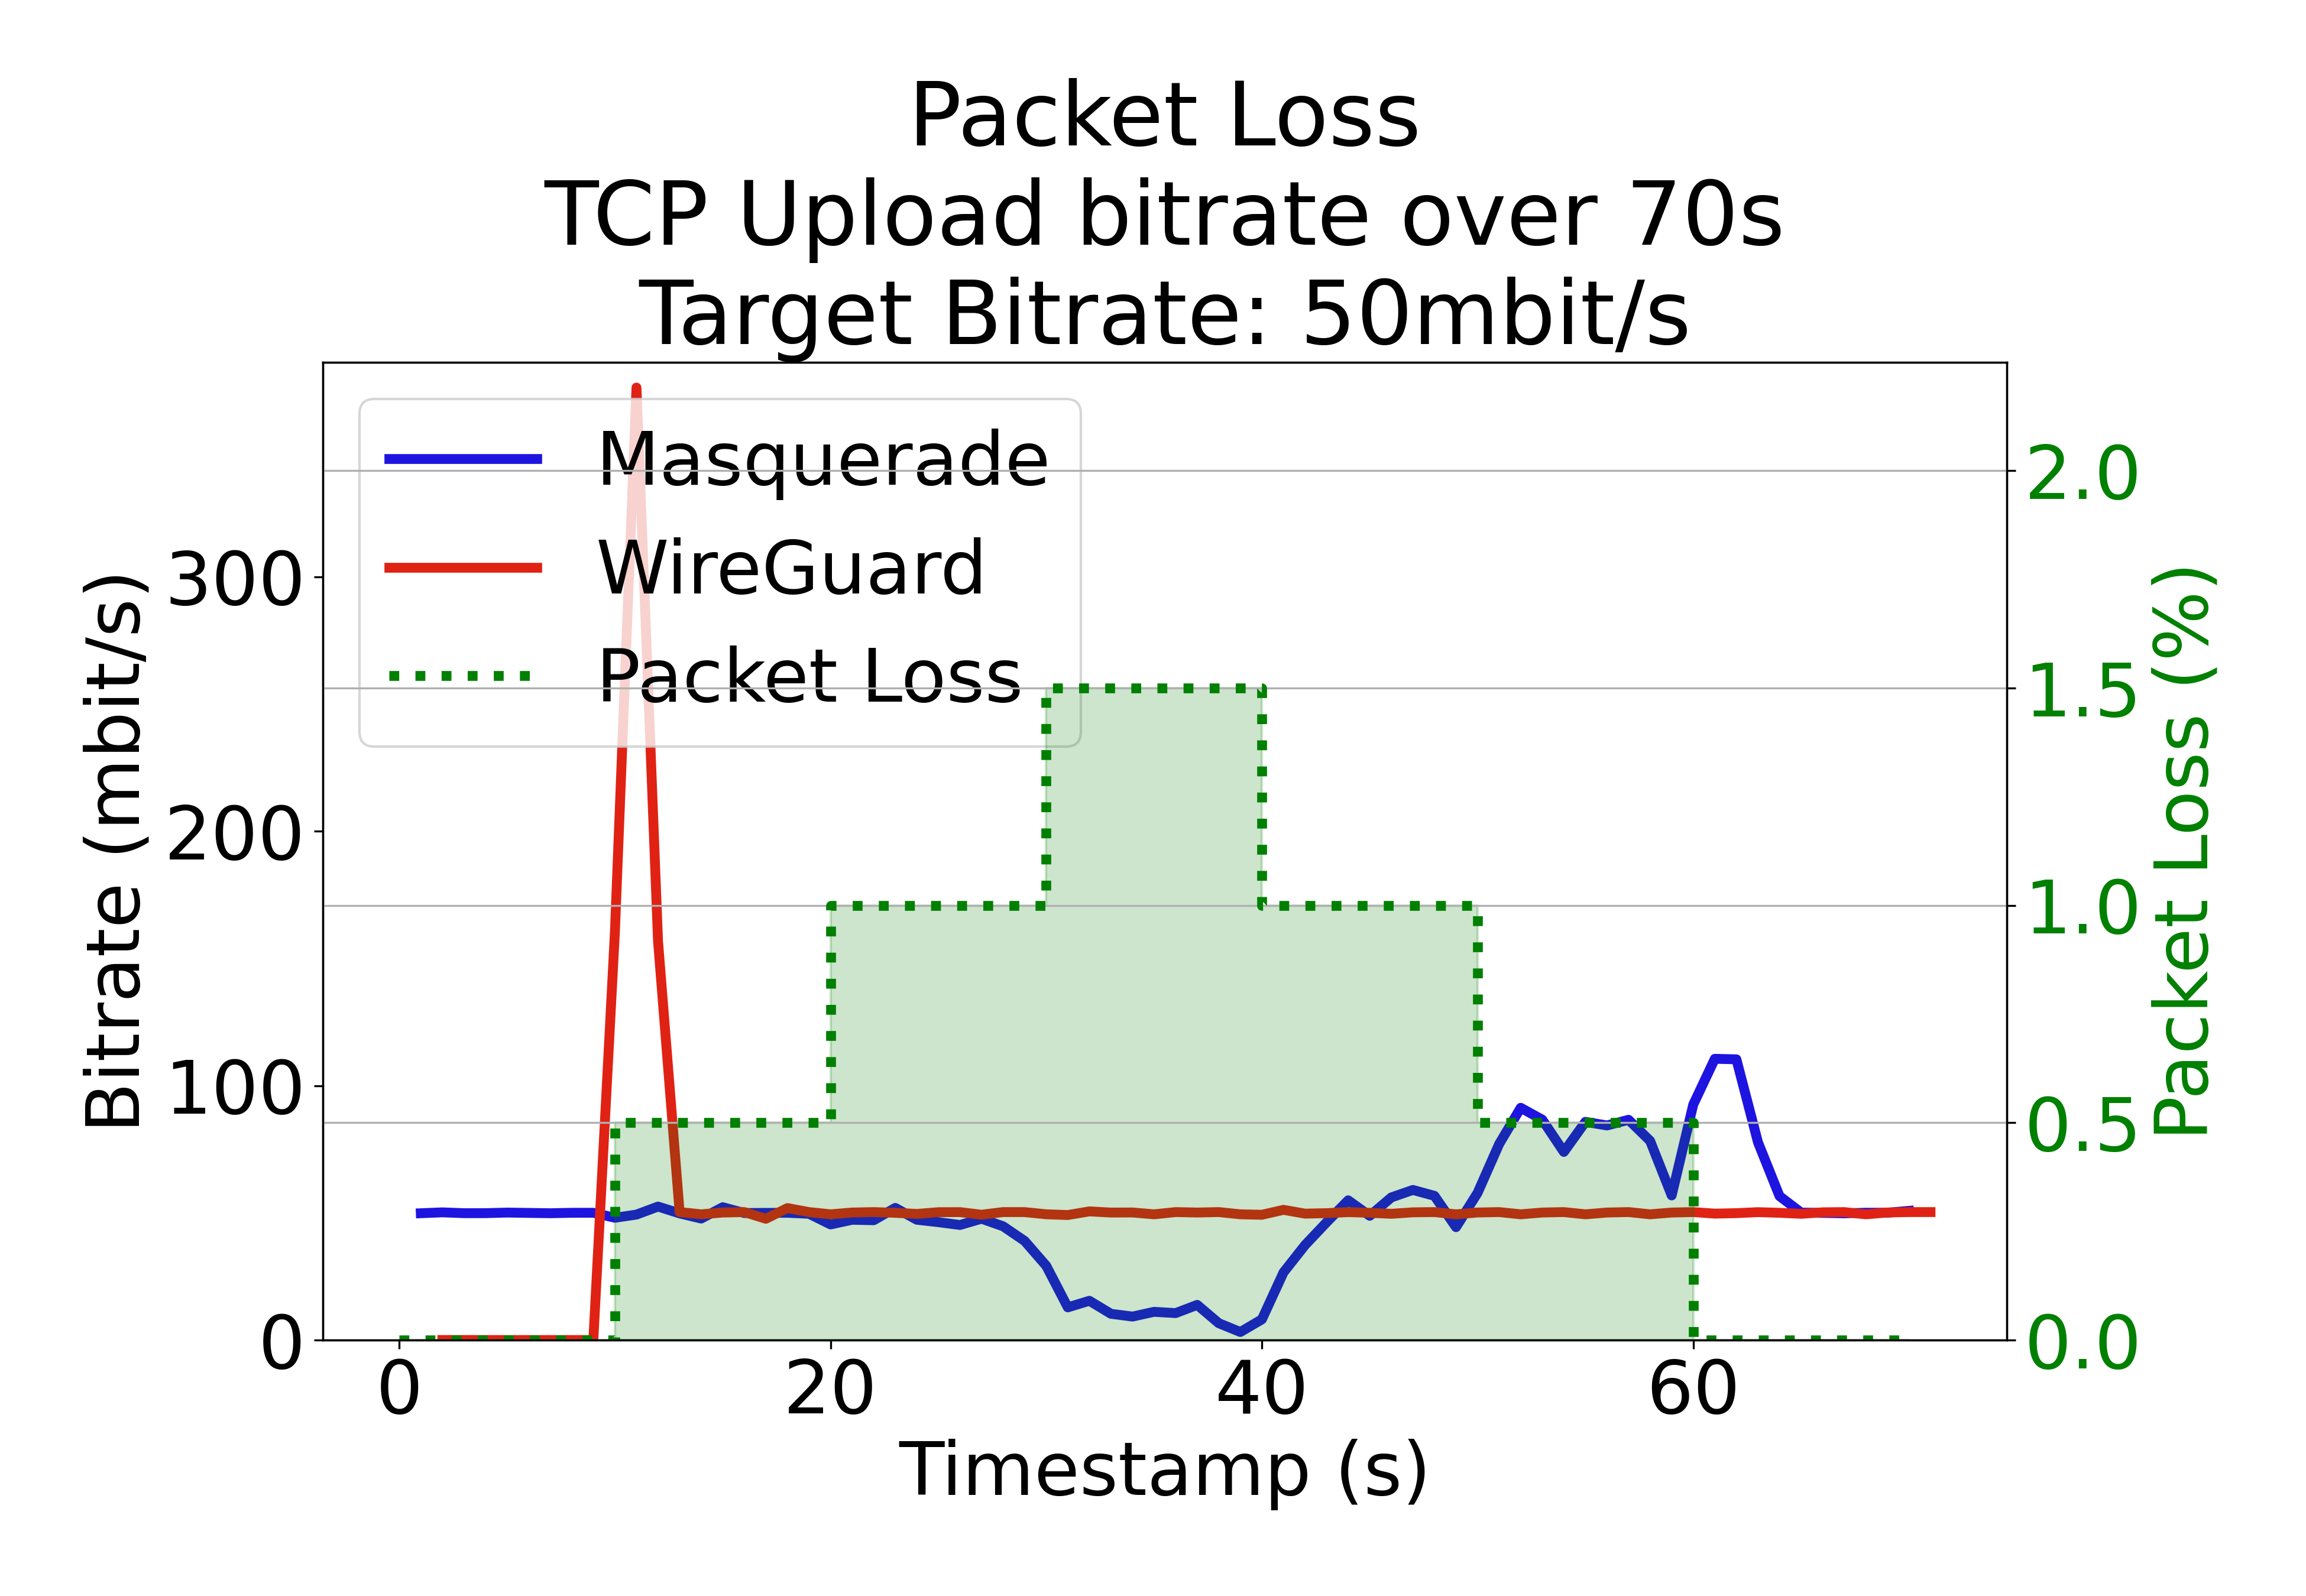 Packet Loss
TCP Upload bitrate over 70s
Target Bitrate: 50mbit/s
Masquerade
WireGuard
Packet Loss
Bitrate (mbit/s)
300
200
100
0
2.0
1.5
1.0
0.5
0.0
Packet Loss (%)
0 20 40 60
Timestamp (s)